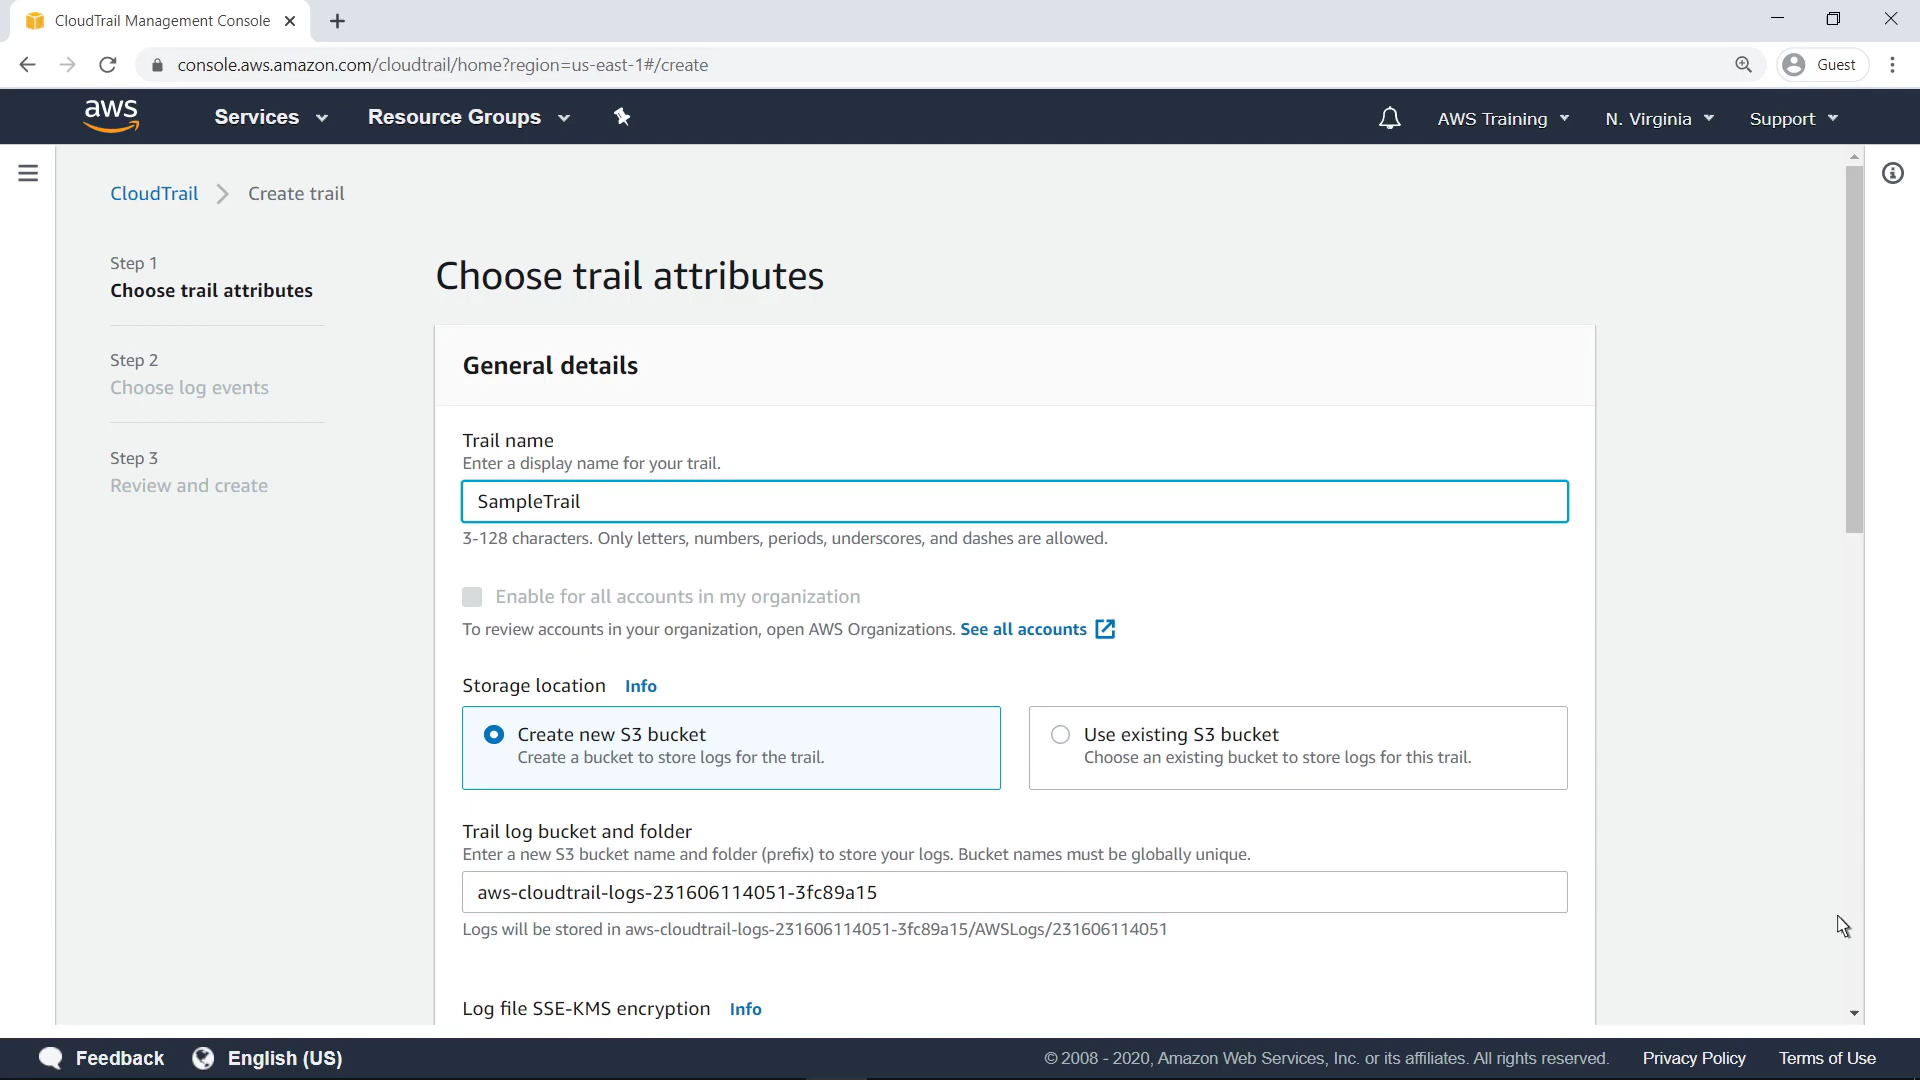 CloudTrail Management Console
console.aws.amazon.com/cloudtrail/home?region=us-east-1#/create
Guest
aws
Services
Resource Groups
AWS Training
N. Virginia
Support
CloudTrail
Create trail
Step 1
Choose trail attributes
Step 2
Choose log events
Step 3
Review and create
Choose trail attributes
General details
Trail name
Enter a display name for your trail.
SampleTrail
3-128 characters. Only letters, numbers, periods, underscores, and dashes are allowed.
Enable for all accounts in my organization
To review accounts in your organization, open AWS Organizations. See all accounts
Storage location Info
Create new S3 bucket
Create a bucket to store logs for the trail.
Use existing S3 bucket
Choose an existing bucket to store logs for this trail.
Trail log bucket and folder
Enter a new S3 bucket name and folder (prefix) to store your logs. Bucket names must be globally unique.
aws-cloudtrail-logs-231606114051-3fc89a15
Logs will be stored in aws-cloudtrail-logs-231606114051-3fc89a15/AWSLogs/231606114051
Log file SSE-KMS encryption Info
Feedback
English (US)
© 2008 - 2020, Amazon Web Services, Inc. or its affiliates. All rights reserved.
Privacy Policy
Terms of Use